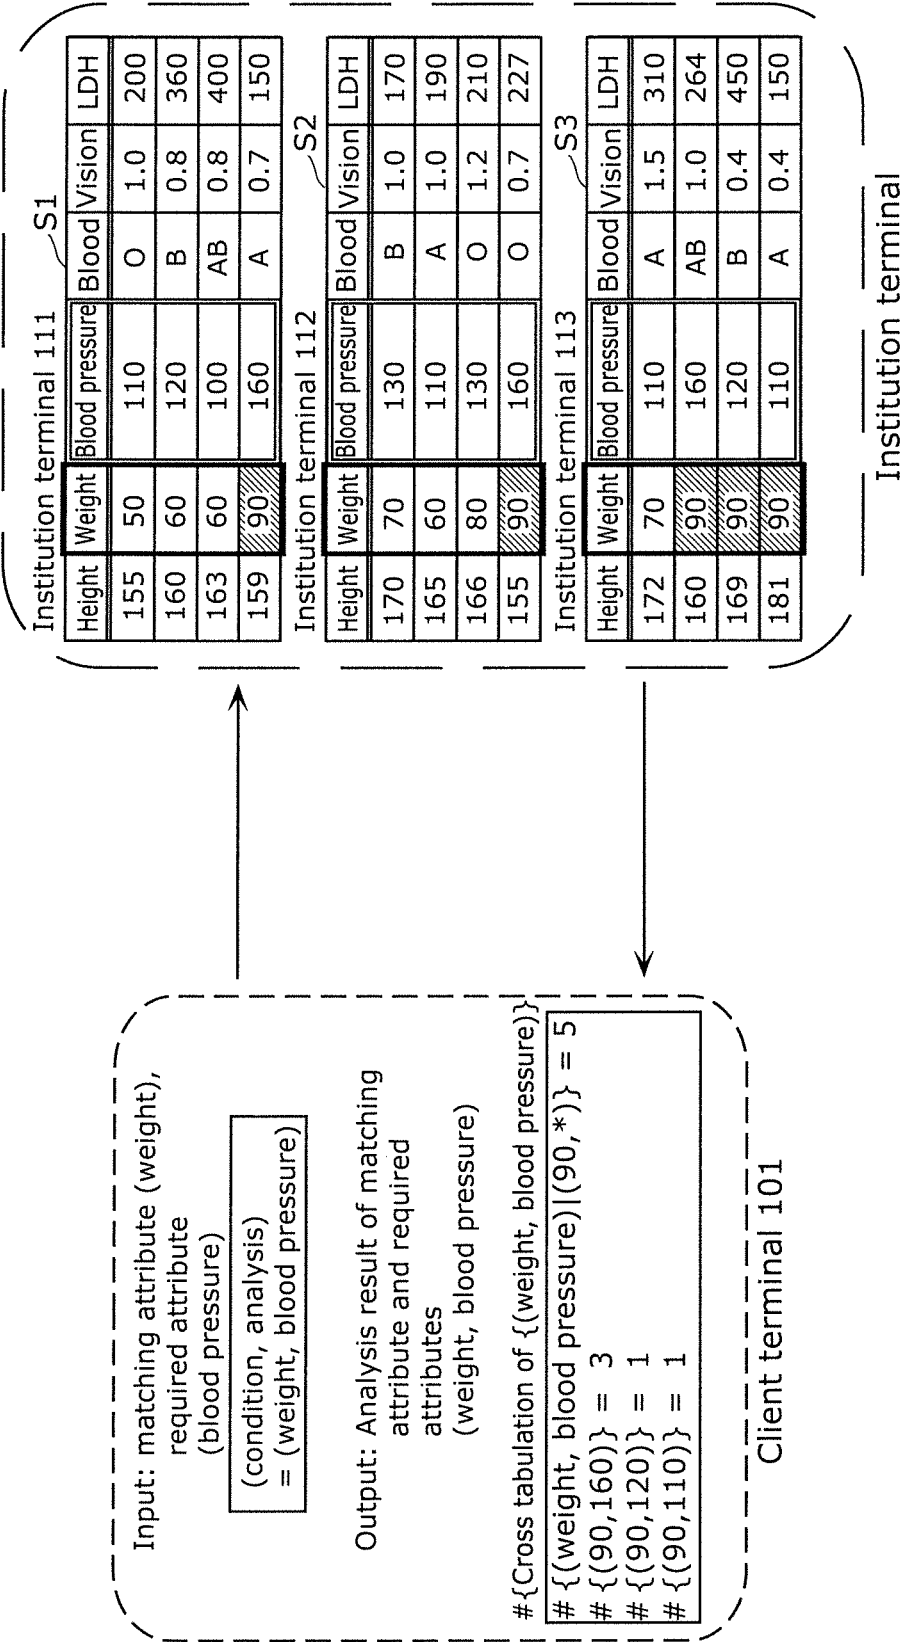 Input: matching attribute (weight),
required attribute
(blood pressure)
(condition, analysis)
= (weight, blood pressure)
Output: Analysis result of matching
attribute and required
attributes
(weight, blood pressure)
#{Cross tabulation of {(weight, blood pressure)}
#{(weight, blood pressure)|(90,*)} = 5
#{(90,160)} = 3
#{(90,120)} = 1
#{(90,110)} = 1
Client terminal 101
Institution terminal 111 S1
Height Weight Blood pressure Blood Vision LDH
155 50 110 O 1.0 200
160 60 120 B 0.8 360
163 60 100 AB 0.8 400
159 90 160 A 0.7 150
Institution terminal 112 S2
Height Weight Blood pressure Blood Vision LDH
170 70 130 B 1.0 170
165 60 110 A 1.0 190
166 80 130 O 1.2 210
155 90 160 O 0.7 227
Institution terminal 113 S3
Height Weight Blood pressure Blood Vision LDH
172 70 110 A 1.5 310
160 90 160 AB 1.0 264
169 90 120 B 0.4 450
181 90 110 A 0.4 150
Institution terminal